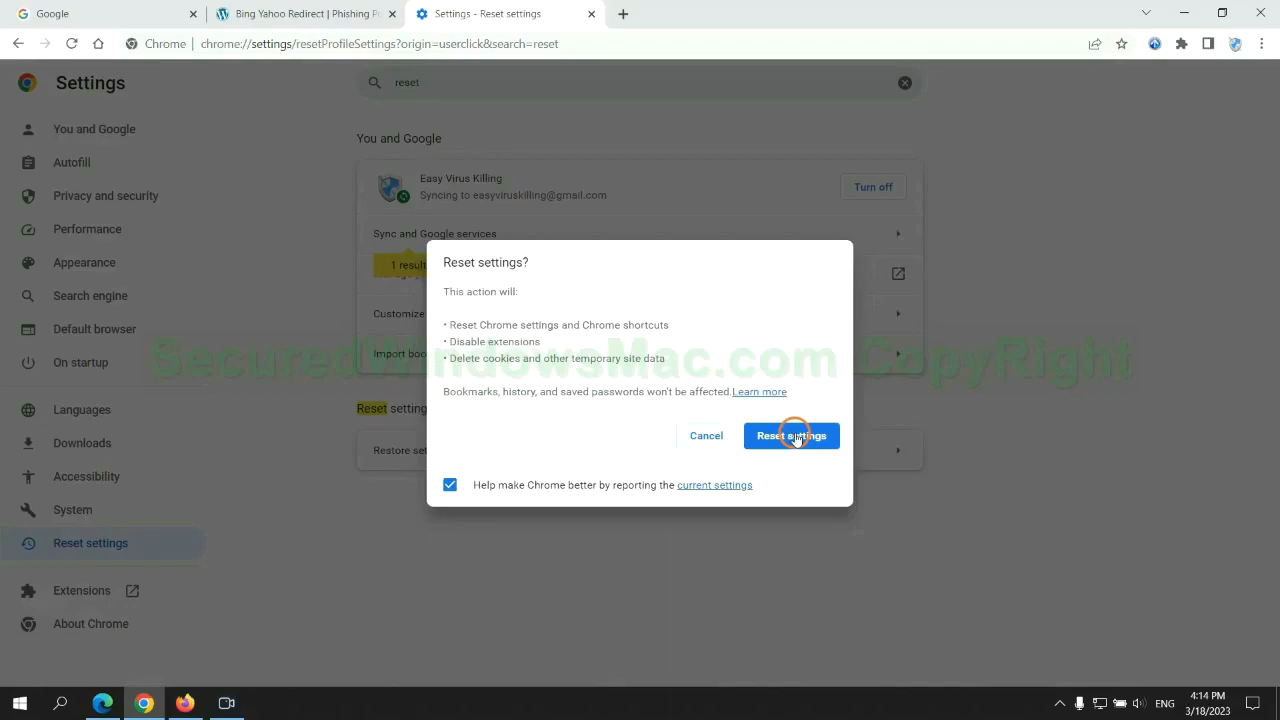 Google
Bing Yahoo Redirect | Phishing Po
Settings - Reset settings
Chrome | chrome://settings/resetProfileSettings?origin=userclick&search=reset
Settings
reset
You and Google
Autofill
Privacy and security
Performance
Appearance
Search engine
Default browser
On startup
Languages
Downloads
Accessibility
System
Reset settings
Extensions
About Chrome
You and Google
Easy Virus Killing
Syncing to easyviruskilling@gmail.com
Turn off
Sync and Google services
1 result
Customize
Import boo
Reset setting
Restore set
Reset settings?
This action will:
• Reset Chrome settings and Chrome shortcuts
• Disable extensions
• Delete cookies and other temporary site data
Bookmarks, history, and saved passwords won't be affected. Learn more
Cancel
Reset settings
Help make Chrome better by reporting the current settings
SecuredWindowsMac.com CopyRight
ENG
4:14 PM
3/18/2023